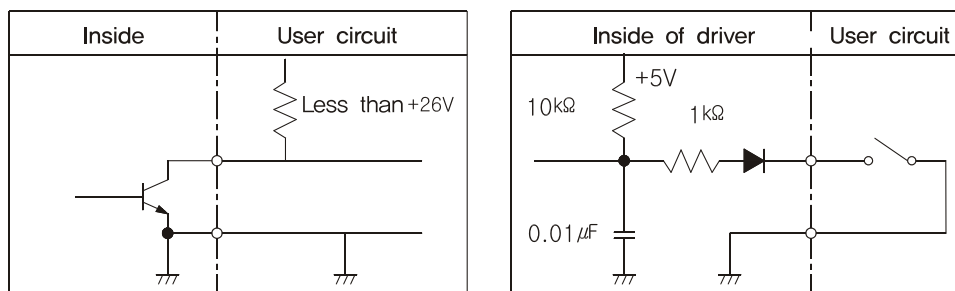 Inside
User circuit
Less than +26V
Inside of driver
User circuit
+5V
10kΩ
1kΩ
0.01μF